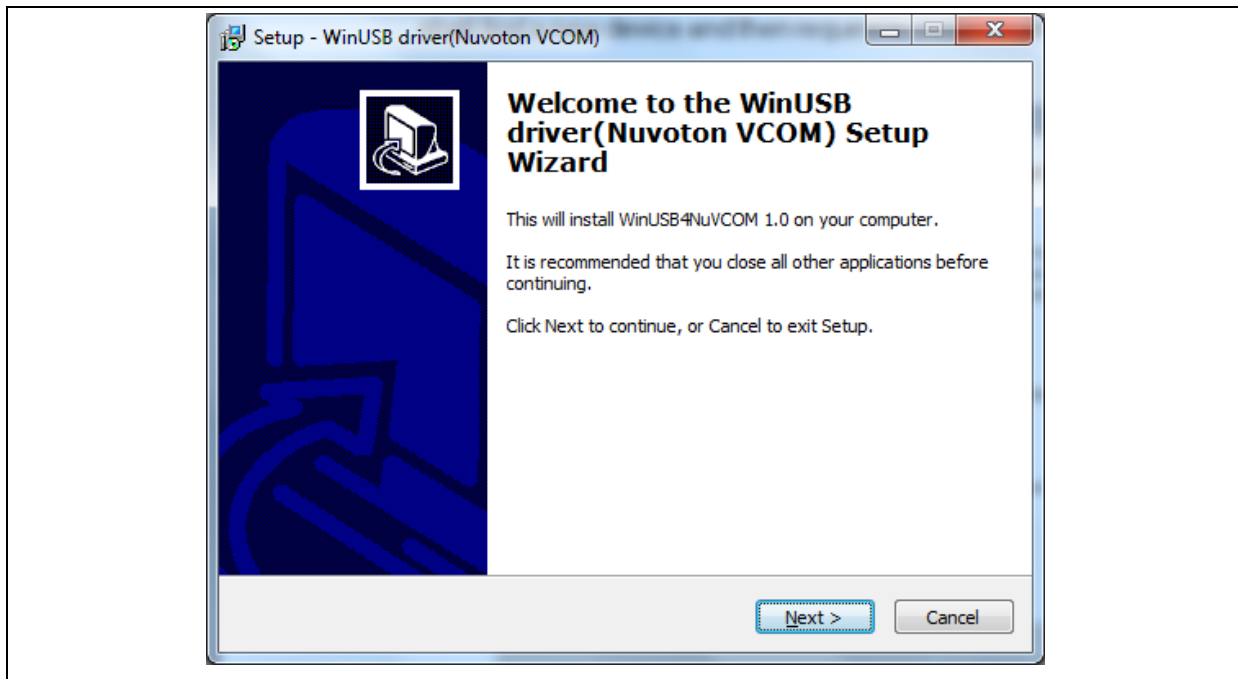 Setup - WinUSB driver(Nuvoton VCOM)
Welcome to the WinUSB
driver(Nuvoton VCOM) Setup
Wizard
This will install WinUSB4NuVCOM 1.0 on your computer.
It is recommended that you close all other applications before
continuing.
Click Next to continue, or Cancel to exit Setup.
Next >
Cancel